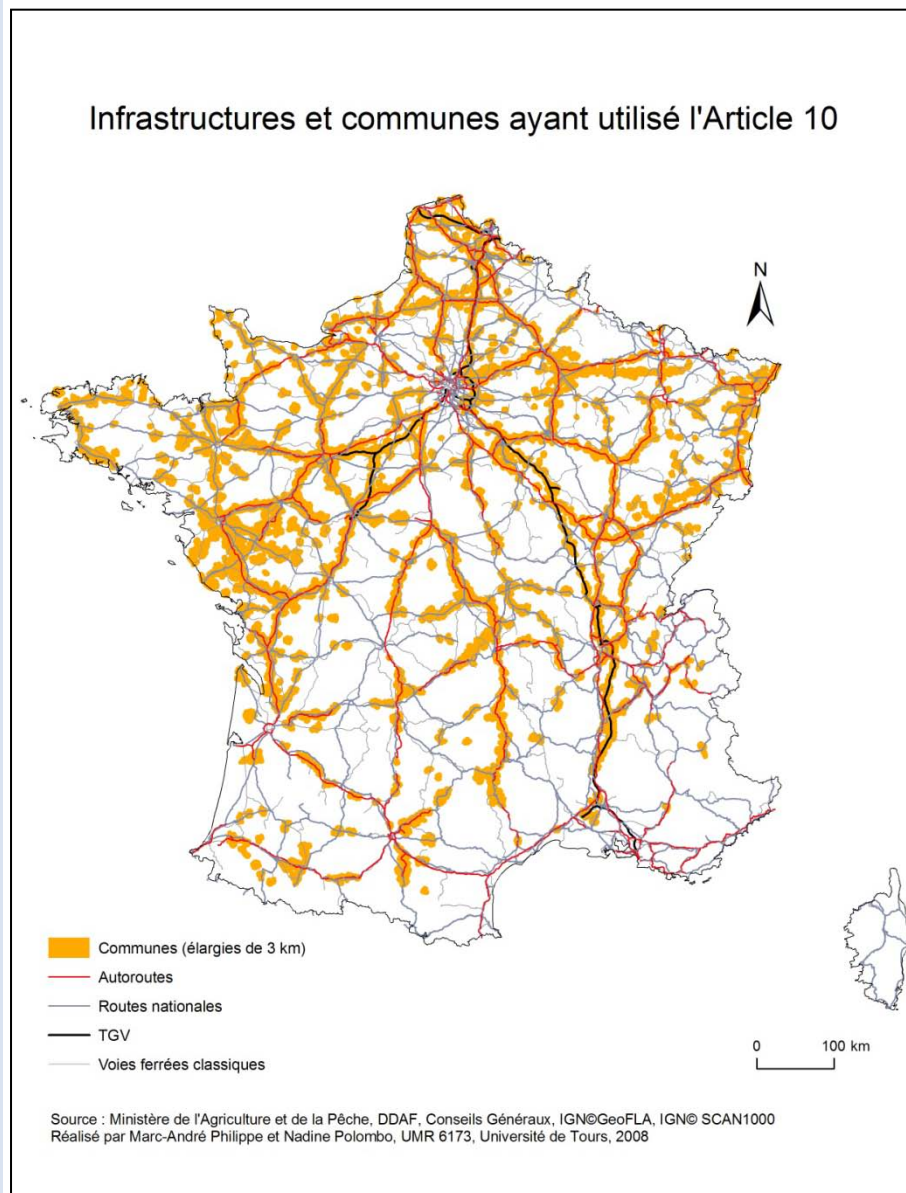 Infrastructures et communes ayant utilisé l'Article 10
N
Communes (élargies de 3 km)
Autoroutes
Routes nationales
TGV
Voies ferrées classiques
0 100 km
Source : Ministère de l'Agriculture et de la Pêche, DDAF, Conseils Généraux, IGN©GeoFLA, IGN© SCAN1000
Réalisé par Marc-André Philippe et Nadine Polombo, UMR 6173, Université de Tours, 2008